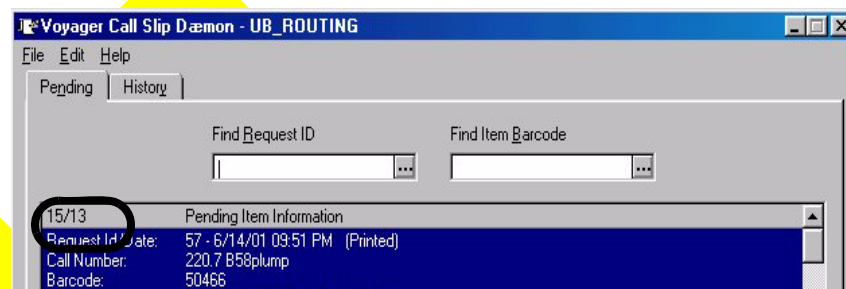 Voyager Call Slip Dæmon - UB_ROUTING
File Edit Help
Pending History
Find Request ID Find Item Barcode
... ...
15/13 Pending Item Information
Request Id/Date: 57 - 6/14/01 09:51 PM (Printed)
Call Number: 220.7 B58plump
Barcode: 50466